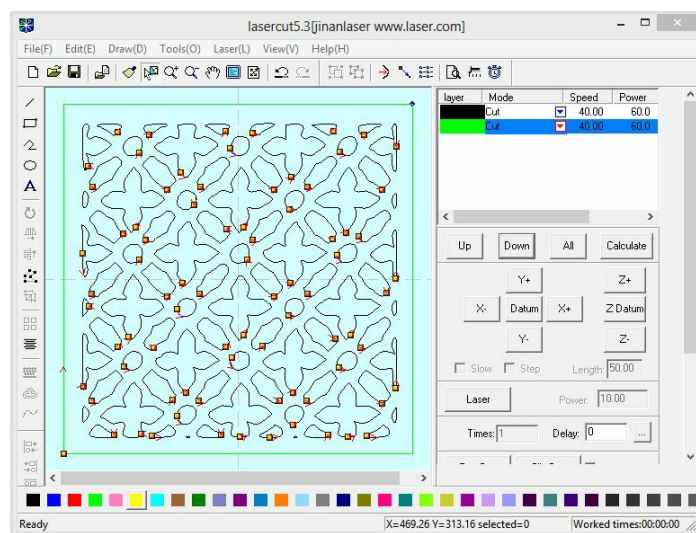 lasercut5.3[jinanlaser www.laser.com]
File(F) Edit(E) Draw(D) Tools(O) Laser(L) View(V) Help(H)
layer Mode Speed Power
Cut 40.00 60.0
Cut 40.00 60.0
Up Down All Calculate
Y+ Z+
X- Datum X+ Z Datum
Y- Z-
Slow Step Length: 50.00
Laser Power: 10.00
Times: 1 Delay: 0 ...
A
Ready X=469.26 Y=313.16 selected=0 Worked times:00:00:00